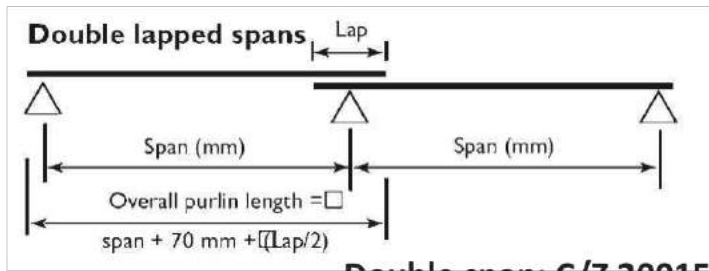 Double lapped spans
Lap
Span (mm)
Span (mm)
Overall purlin length =□
span + 70 mm +□(Lap/2)